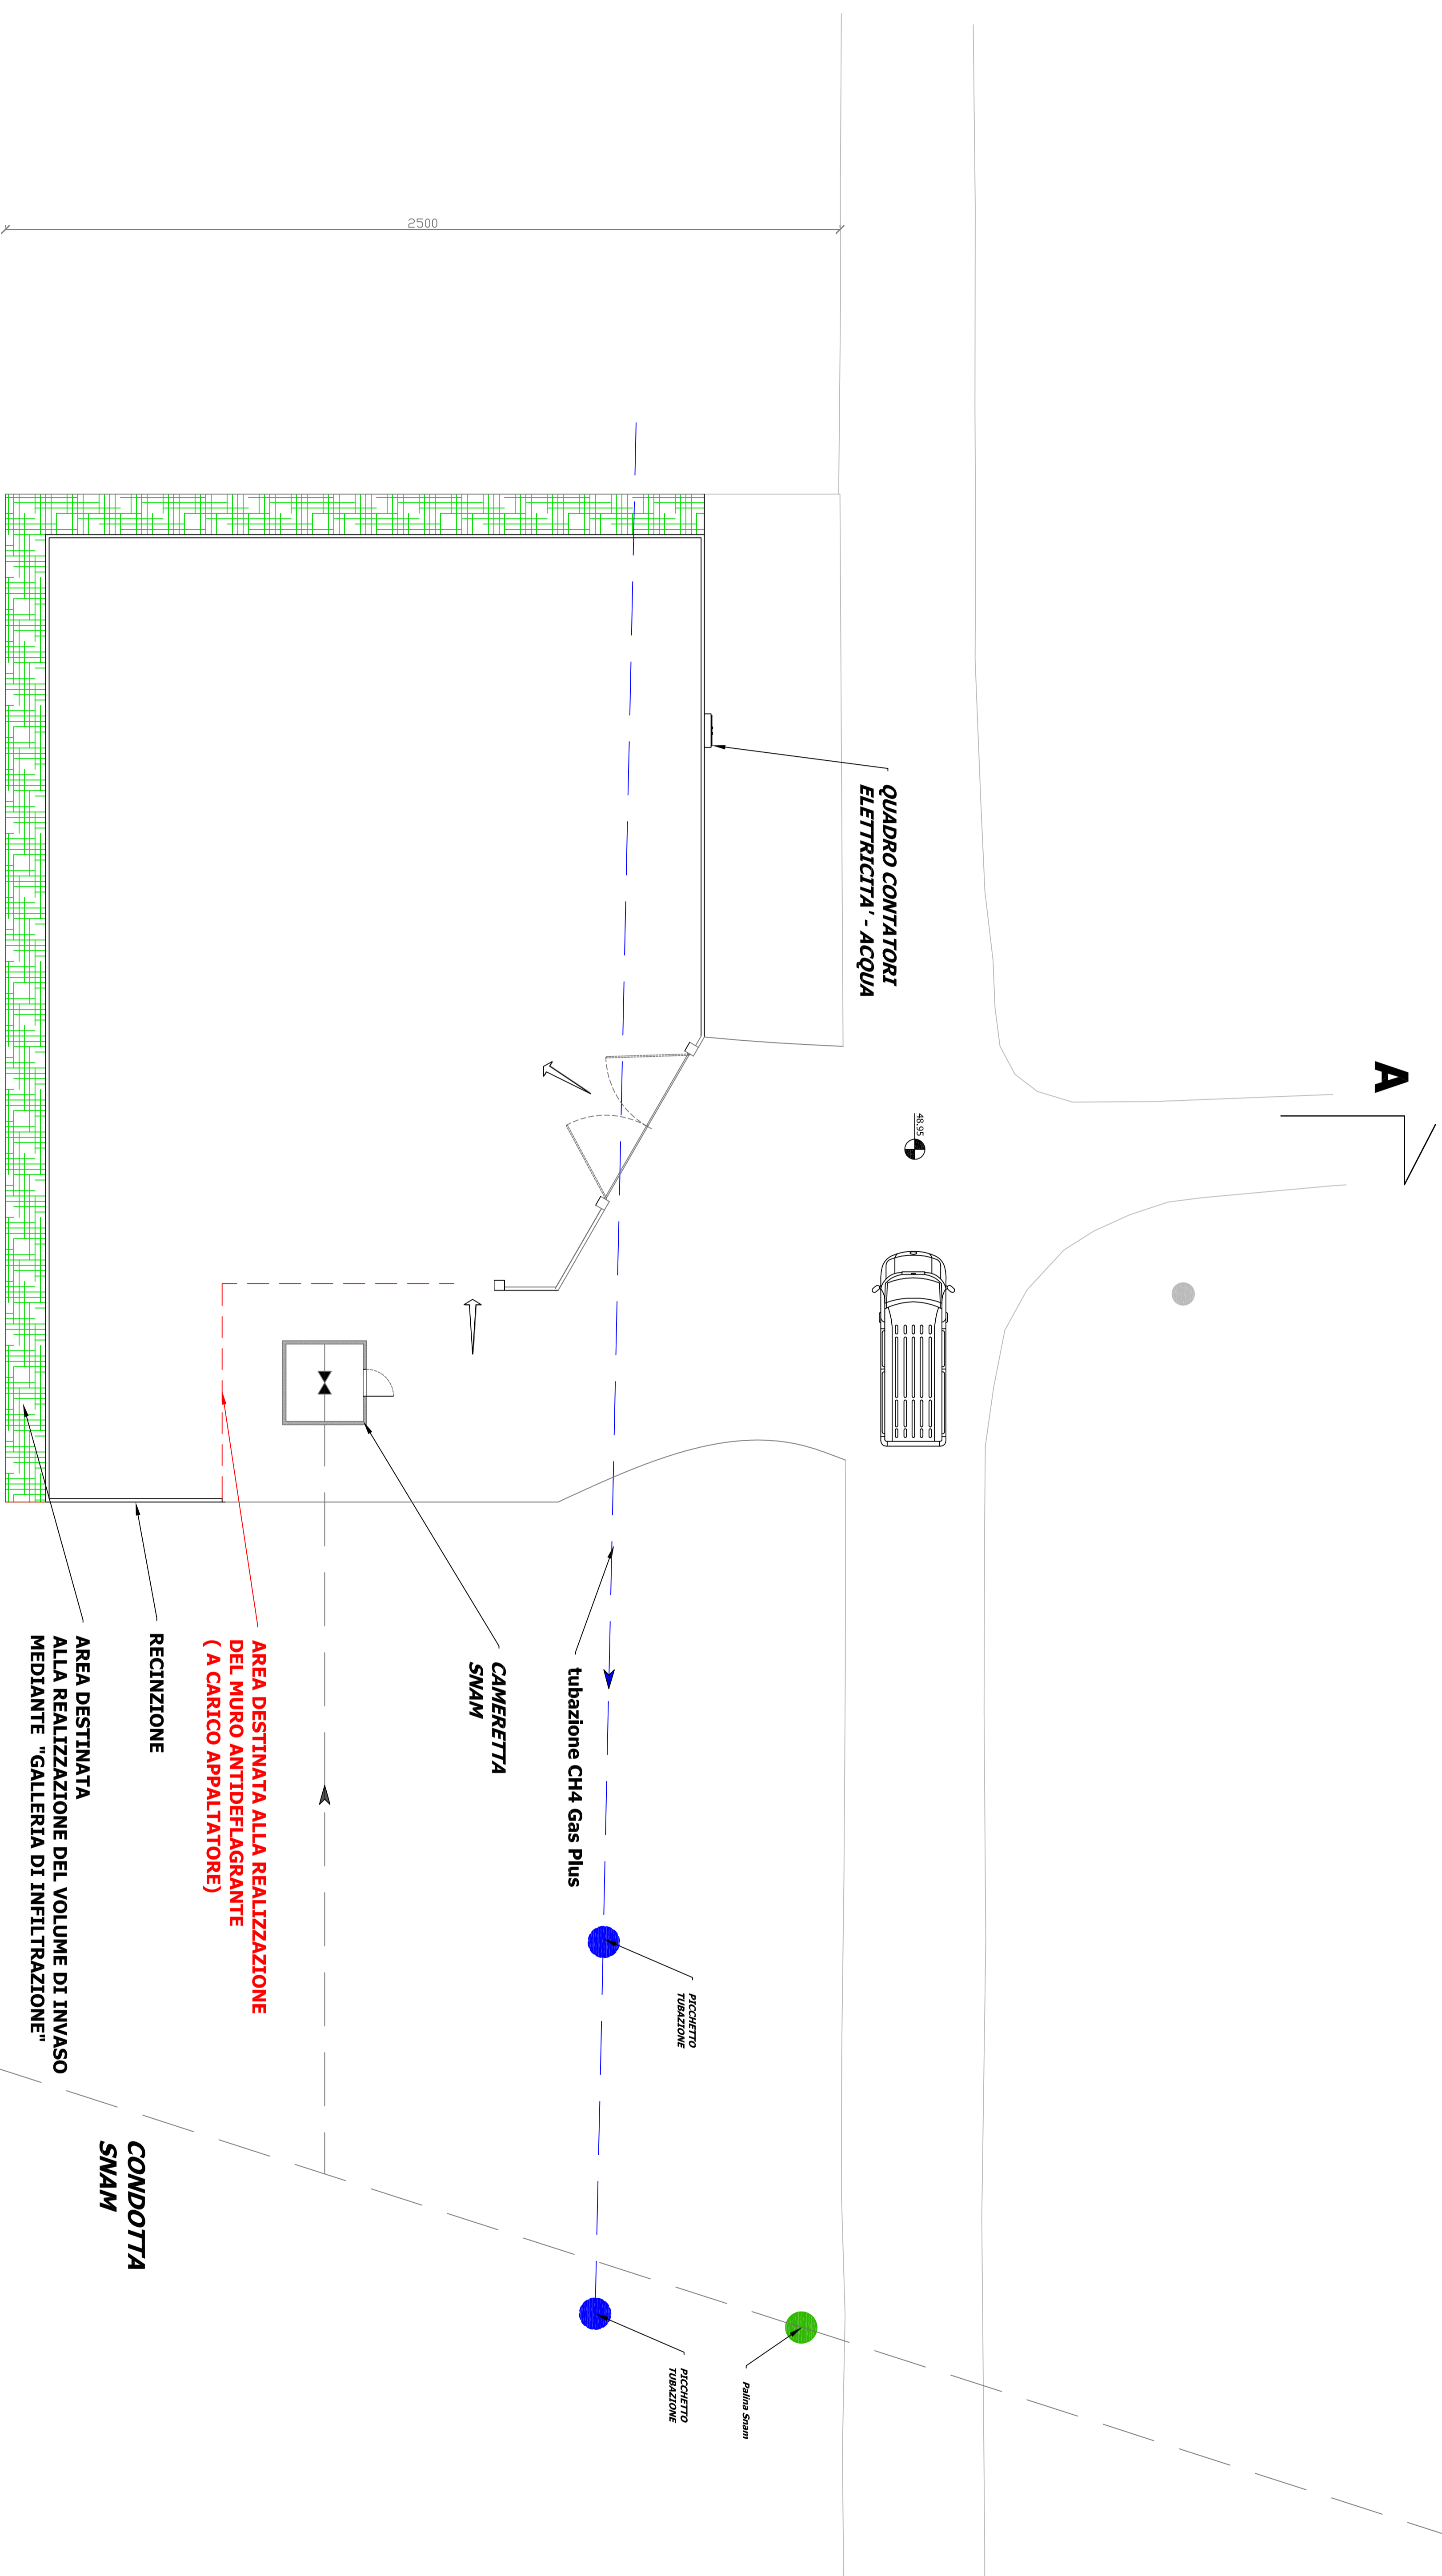 2500
A
QUADRO CONTATORI
ELETTRICITA' - ACQUA
48.95
CAMERETTA
SNAM
tubazione CH4 Gas Plus
AREA DESTINATA ALLA REALIZZAZIONE
DEL MURO ANTIDEFLAGRANTE
( A CARICO APPALTATORE)
RECINZIONE
AREA DESTINATA
ALLA REALIZZAZIONE DEL VOLUME DI INVASO
MEDIANTE "GALLERIA DI INFILTRAZIONE"
PICCHETTO
TUBAZIONE
CONDOTTA
SNAM
PICCHETTO
TUBAZIONE
Palina Snam